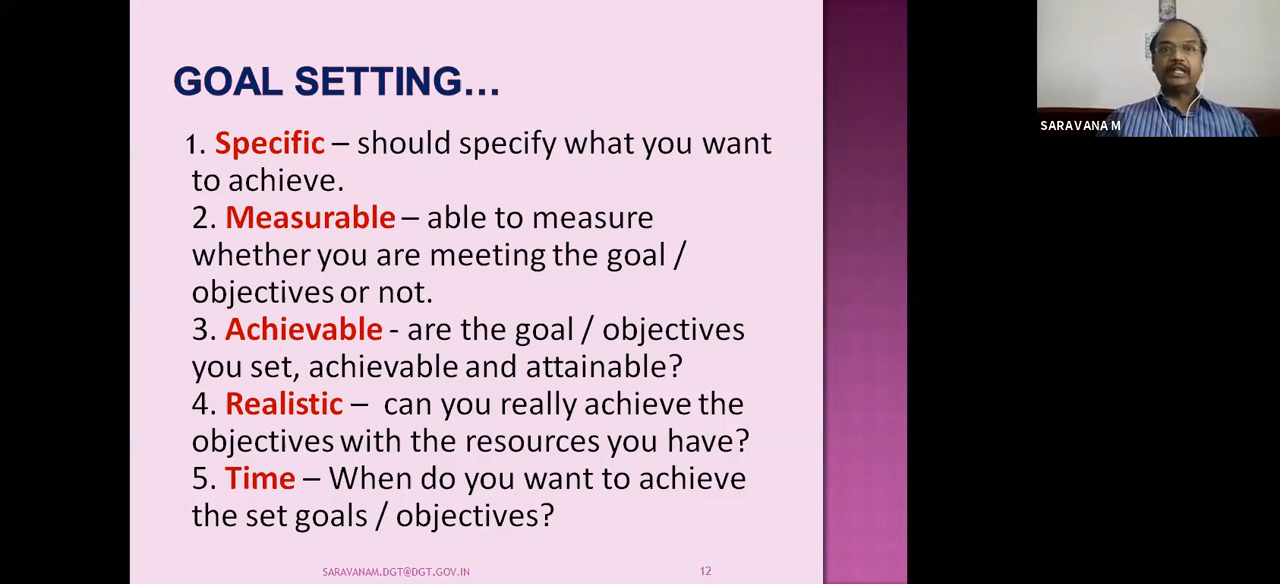 GOAL SETTING...
1. Specific – should specify what you want
to achieve.
2. Measurable – able to measure
whether you are meeting the goal /
objectives or not.
3. Achievable - are the goal / objectives
you set, achievable and attainable?
4. Realistic – can you really achieve the
objectives with the resources you have?
5. Time – When do you want to achieve
the set goals / objectives?
SARAVANAM.DGT@DGT.GOV.IN
12
SARAVANA M